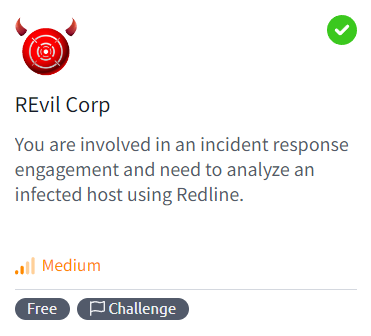 REvil Corp
You are involved in an incident response
engagement and need to analyze an
infected host using Redline.
Medium
Free
Challenge